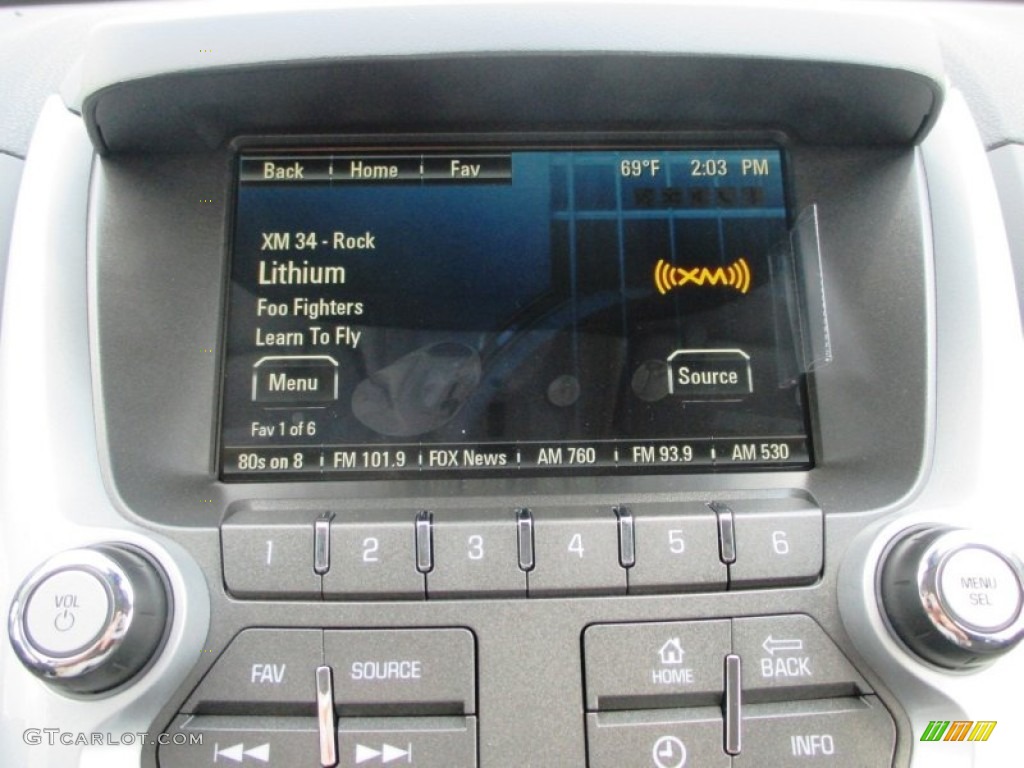 Back Home Fav 69°F 2:03 PM
XM 34 - Rock
Lithium
(((XM)))
Foo Fighters
Learn To Fly
Menu
Source
Fav 1 of 6
80s on 8 FM 101.9 FOX News AM 760 FM 93.9 AM 530
1 2 3 4 5 6
VOL
MENU
SEL
FAV SOURCE
HOME
BACK
INFO
GTCARLOT.COM